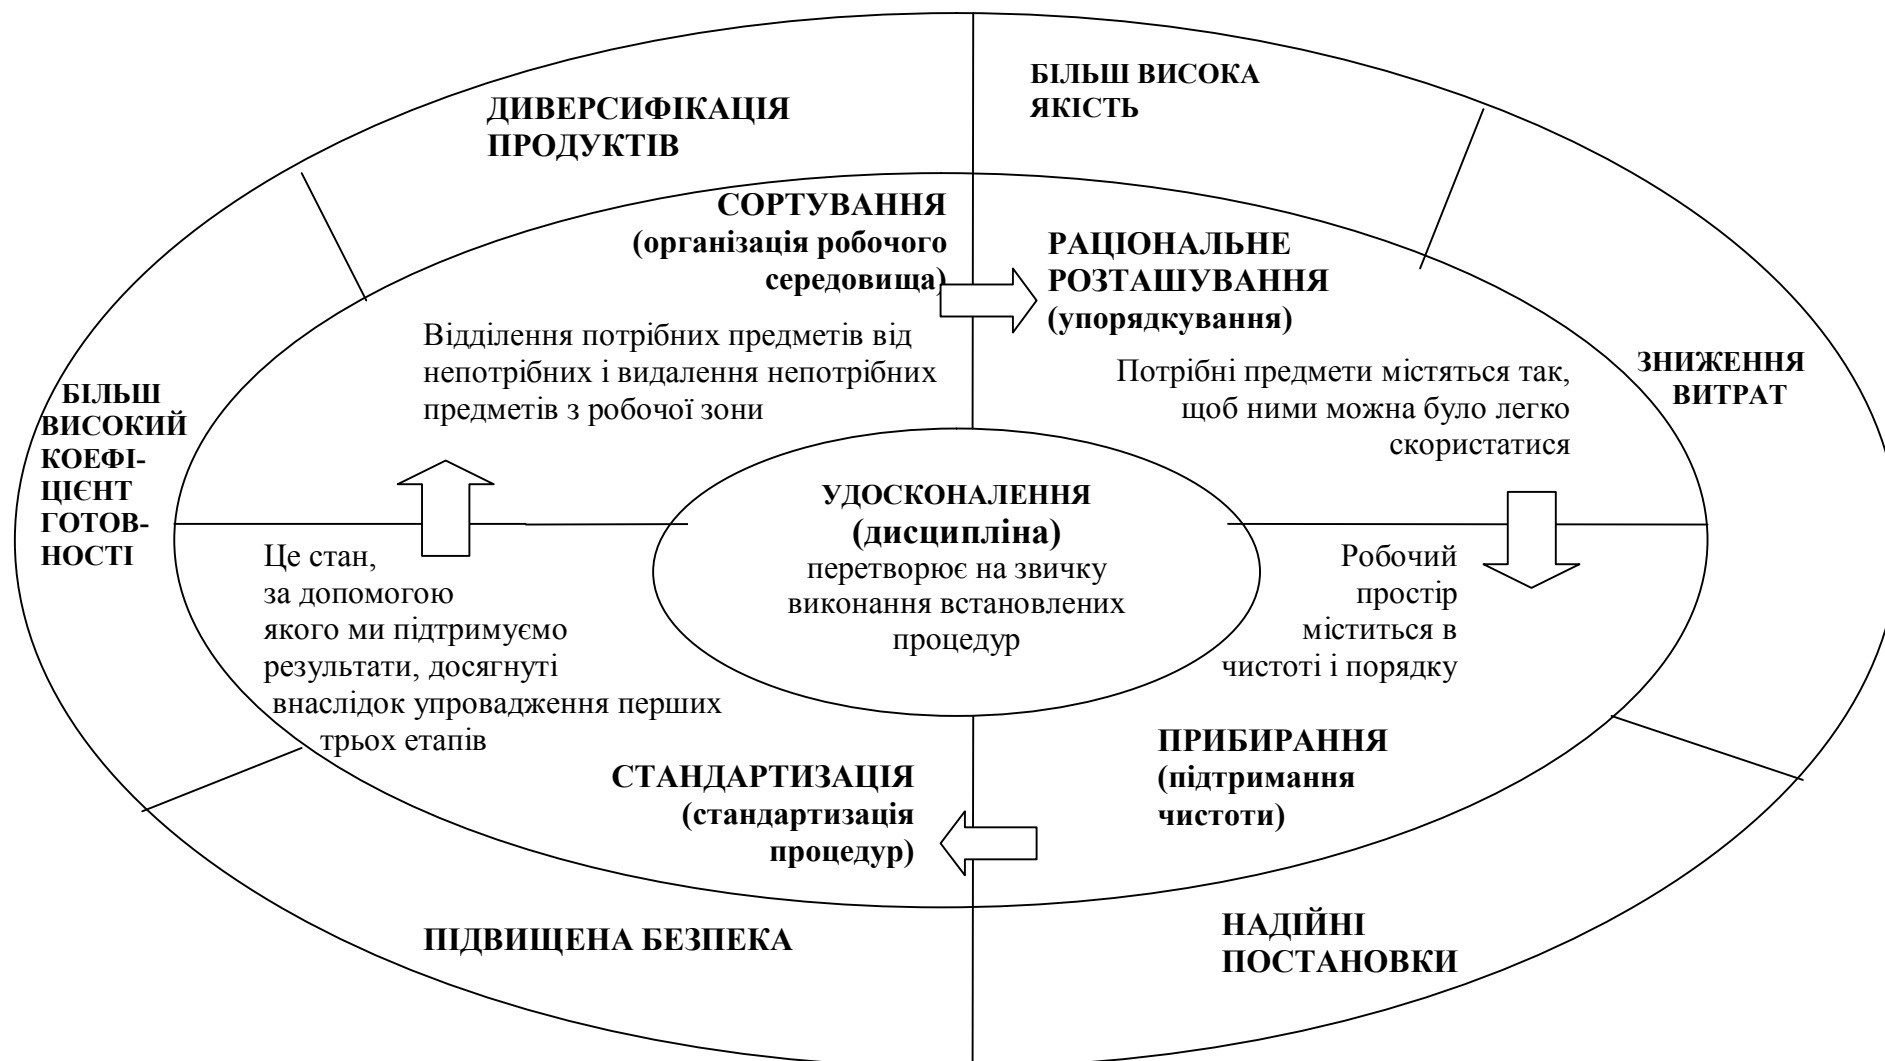 ДИВЕРСИФІКАЦІЯ
ПРОДУКТІВ
БІЛЬШ ВИСОКА
ЯКІСТЬ
СОРТУВАННЯ
(організація робочого
середовища)
РАЦІОНАЛЬНЕ
РОЗТАШУВАННЯ
(упорядкування)
Відділення потрібних предметів від
непотрібних і видалення непотрібних
предметів з робочої зони
Потрібні предмети містяться так,
щоб ними можна було легко
скористатися
ЗНИЖЕННЯ
ВИТРАТ
БІЛЬШ
ВИСОКИЙ
КОЕФІ-
ЦІЄНТ
ГОТОВ-
НОСТІ
УДОСКОНАЛЕННЯ
(дисципліна)
перетворює на звичку
виконання встановлених
процедур
Це стан,
за допомогою
якого ми підтримуємо
результати, досягнуті
внаслідок упровадження перших
трьох етапів
Робочий
простір
міститься в
чистоті і порядку
СТАНДАРТИЗАЦІЯ
(стандартизація
процедур)
ПРИБИРАННЯ
(підтримання
чистоти)
ПІДВИЩЕНА БЕЗПЕКА
НАДІЙНІ
ПОСТАНОВКИ